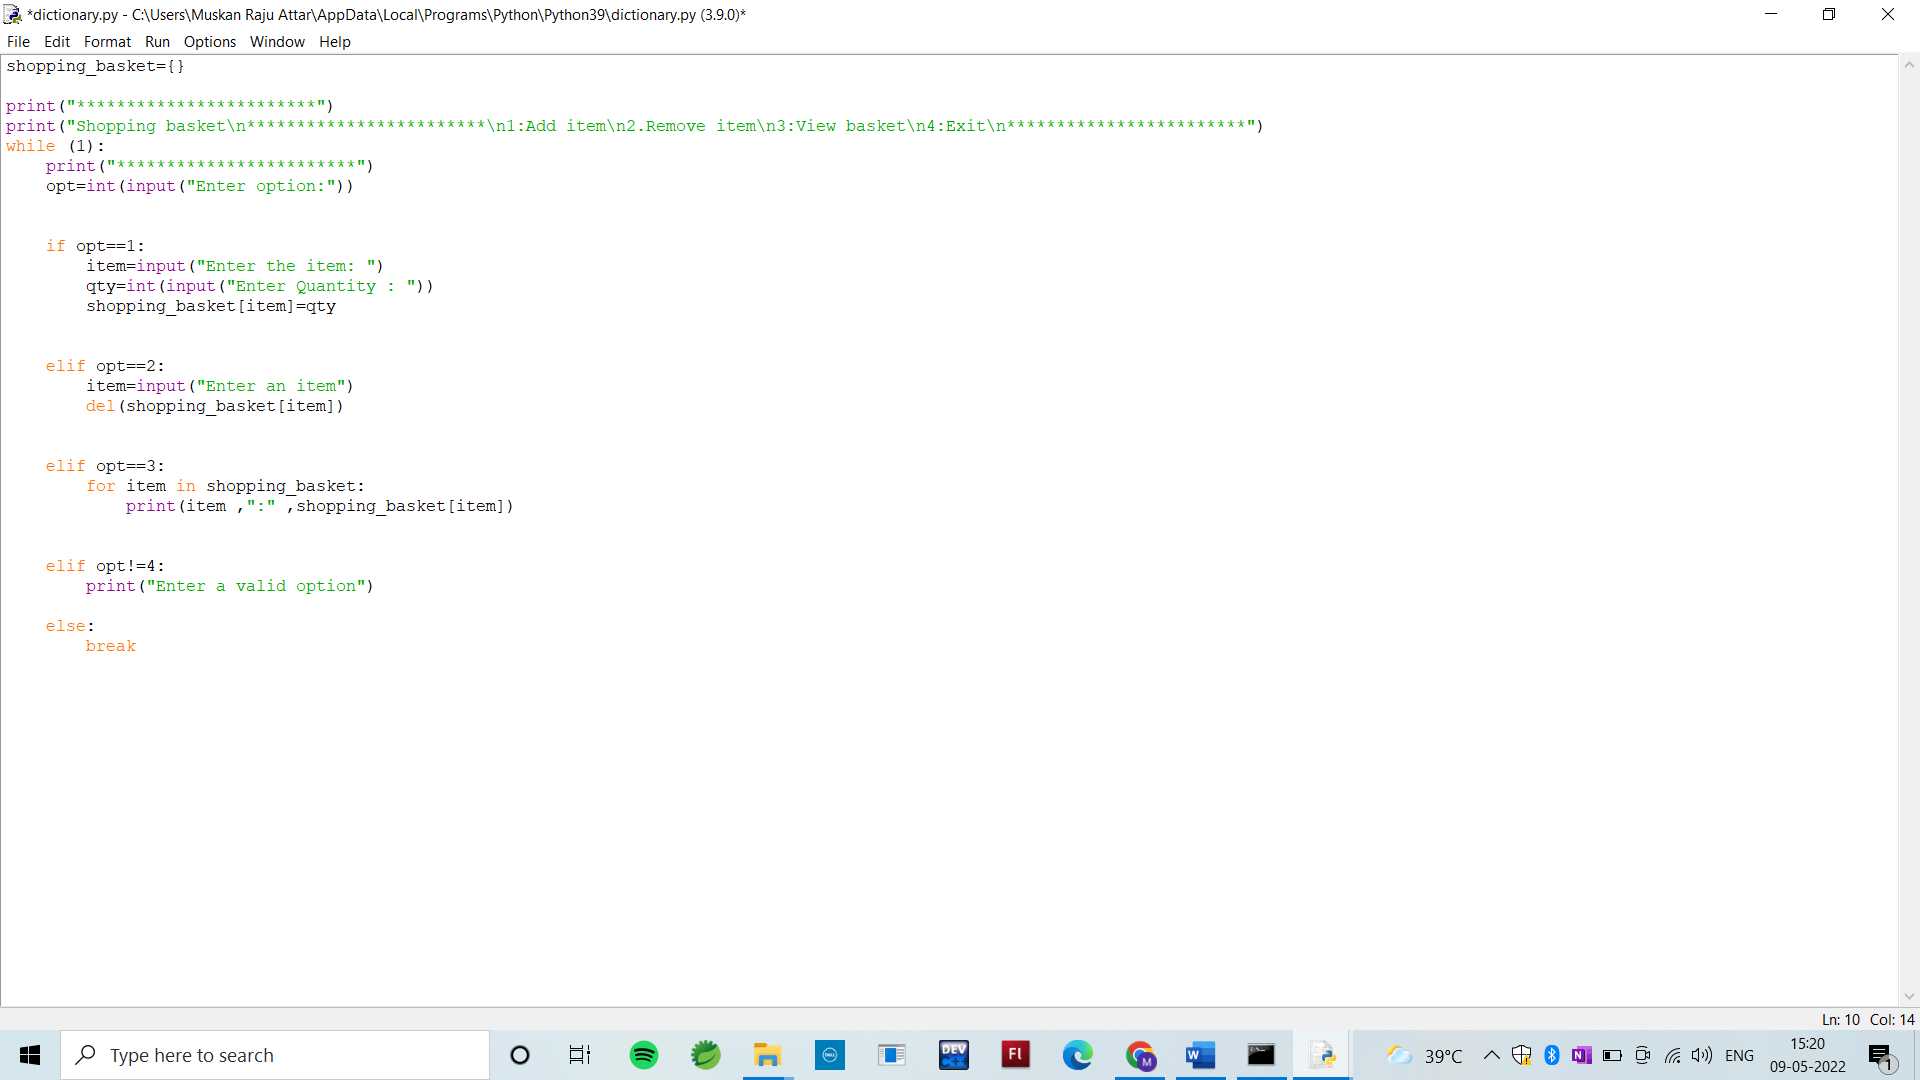 *dictionary.py - C:\Users\Muskan Raju Attar\AppData\Local\Programs\Python\Python39\dictionary.py (3.9.0)*
File Edit Format Run Options Window Help
shopping_basket={}
print("************************")
print("Shopping basket\n************************\n1:Add item\n2.Remove item\n3:View basket\n4:Exit\n************************")
while (1):
    print("************************")
    opt=int(input("Enter option:"))
    if opt==1:
        item=input("Enter the item: ")
        qty=int(input("Enter Quantity : "))
        shopping_basket[item]=qty
    elif opt==2:
        item=input("Enter an item")
        del(shopping_basket[item])
    elif opt==3:
        for item in shopping_basket:
            print(item ,":" ,shopping_basket[item])
    elif opt!=4:
        print("Enter a valid option")
    else:
        break
Ln: 10 Col: 14
Type here to search
DELL
DEV C++
Fl
M
W
N
39°C
ENG
15:20
09-05-2022
1